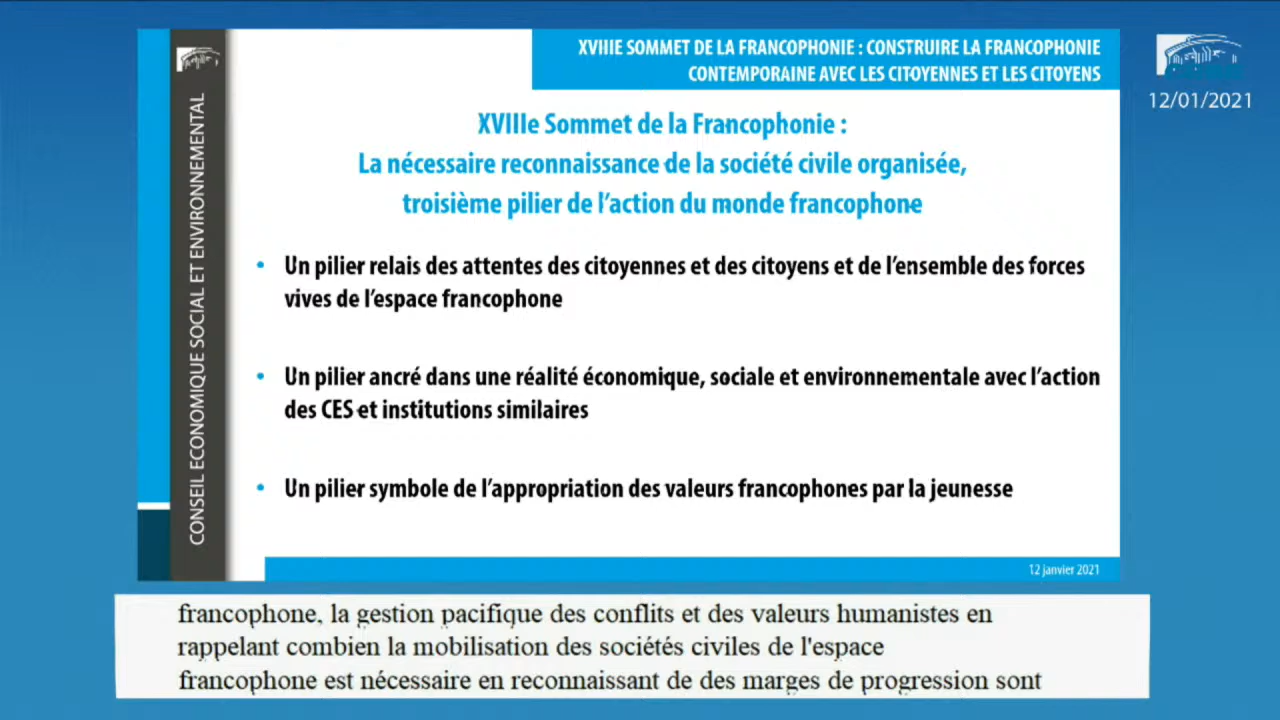 XVIIIE SOMMET DE LA FRANCOPHONIE : CONSTRUIRE LA FRANCOPHONIE
CONTEMPORAINE AVEC LES CITOYENNES ET LES CITOYENS
12/01/2021
CONSEIL ECONOMIQUE SOCIAL ET ENVIRONNEMENTAL
XVIIIe Sommet de la Francophonie :
La nécessaire reconnaissance de la société civile organisée,
troisième pilier de l'action du monde francophone
• Un pilier relais des attentes des citoyennes et des citoyens et de l'ensemble des forces
vives de l'espace francophone
• Un pilier ancré dans une réalité économique, sociale et environnementale avec l'action
des CES et institutions similaires
• Un pilier symbole de l'appropriation des valeurs francophones par la jeunesse
12 janvier 2021
francophone, la gestion pacifique des conflits et des valeurs humanistes en
rappelant combien la mobilisation des sociétés civiles de l'espace
francophone est nécessaire en reconnaissant de des marges de progression sont